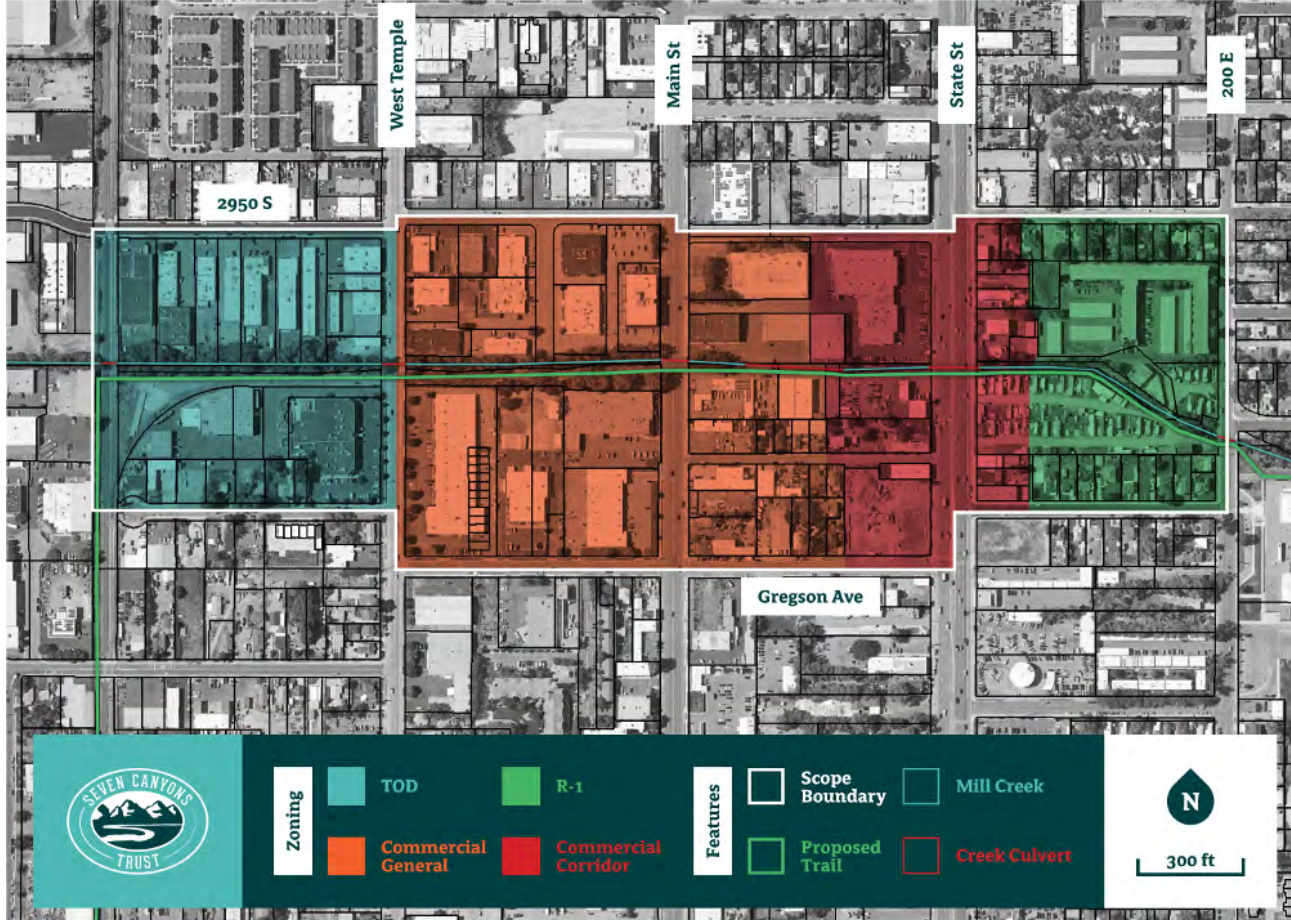 West Temple
Main St
State St
200 E
2950 S
Gregson Ave
SEVEN CANYONS
TRUST
Zoning
TOD
R-1
Commercial
General
Commercial
Corridor
Features
Scope
Boundary
Mill Creek
Proposed
Trail
Creek Culvert
N
300 ft